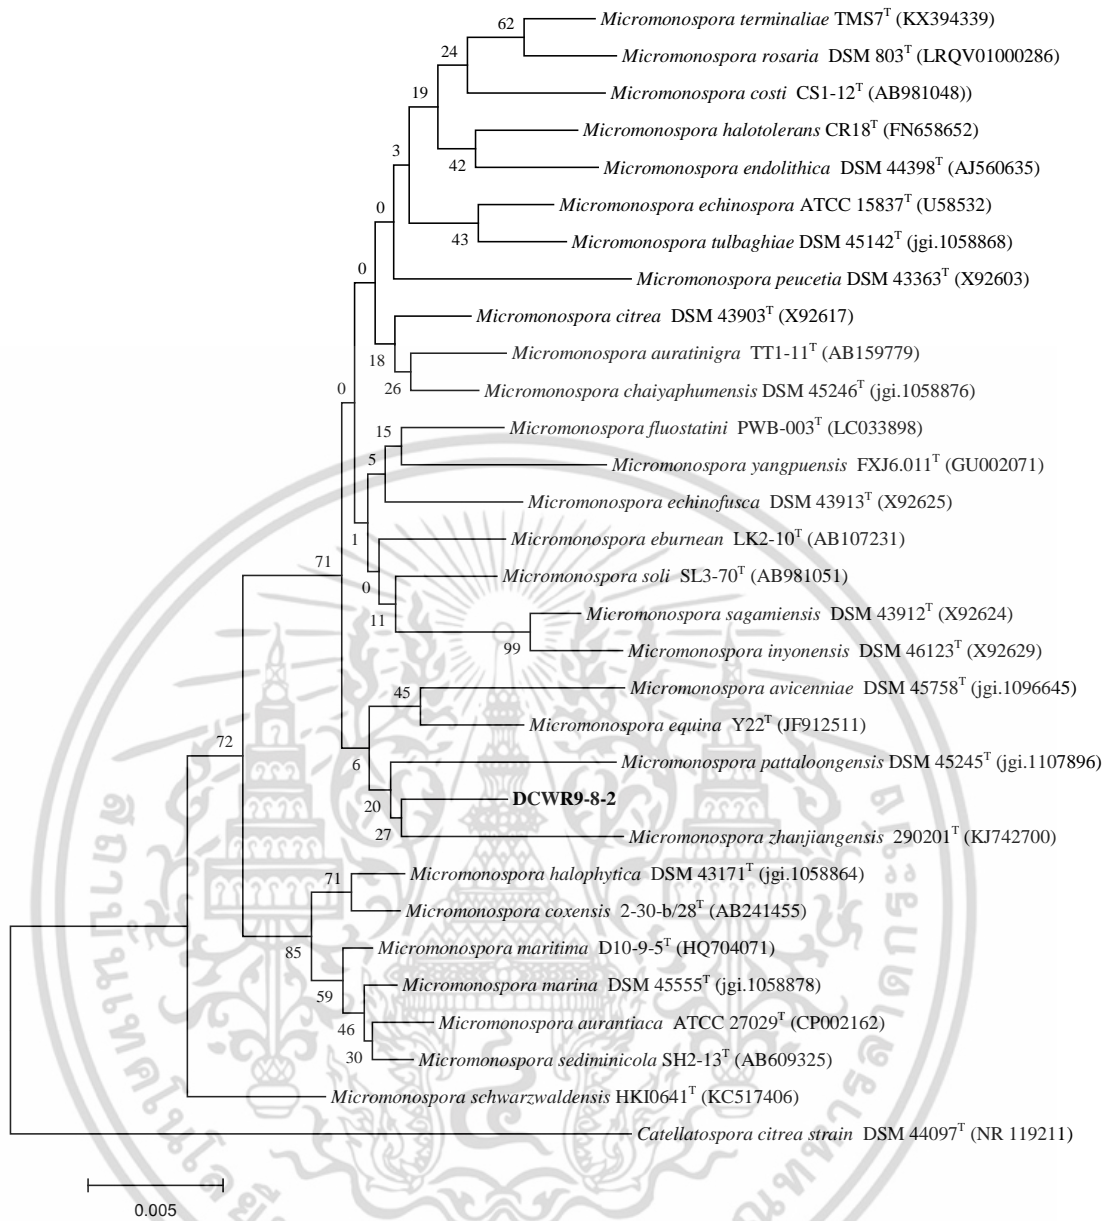 62
Micromonospora terminaliae TMS7T (KX394339)
24
Micromonospora rosaria DSM 803T (LRQV01000286)
19
Micromonospora costi CS1-12T (AB981048))
Micromonospora halotolerans CR18T (FN658652)
3
42
Micromonospora endolithica DSM 44398T (AJ560635)
0
Micromonospora echinospora ATCC 15837T (U58532)
43
Micromonospora tulbaghiae DSM 45142T (jgi.1058868)
0
Micromonospora peucetia DSM 43363T (X92603)
Micromonospora citrea DSM 43903T (X92617)
18
Micromonospora auratinigra TT1-11T (AB159779)
0
26
Micromonospora chaiyaphumensis DSM 45246T (jgi.1058876)
15
Micromonospora fluostatini PWB-003T (LC033898)
5
Micromonospora yangpuensis FXJ6.011T (GU002071)
Micromonospora echinofusca DSM 43913T (X92625)
1
Micromonospora eburnean LK2-10T (AB107231)
71
0
Micromonospora soli SL3-70T (AB981051)
11
Micromonospora sagamiensis DSM 43912T (X92624)
99
Micromonospora inyonensis DSM 46123T (X92629)
45
Micromonospora avicenniae DSM 45758T (jgi.1096645)
72
Micromonospora equina Y22T (JF912511)
6
Micromonospora pattaloongensis DSM 45245T (jgi.1107896)
20
DCWR9-8-2
27
Micromonospora zhanjiangensis 290201T (KJ742700)
71
Micromonospora halophytica DSM 43171T (jgi.1058864)
Micromonospora coxensis 2-30-b/28T (AB241455)
85
Micromonospora maritima D10-9-5T (HQ704071)
59
Micromonospora marina DSM 45555T (jgi.1058878)
46
Micromonospora aurantiaca ATCC 27029T (CP002162)
30
Micromonospora sediminicola SH2-13T (AB609325)
Micromonospora schwarzwaldensis HKI0641T (KC517406)
Catellatospora citrea strain DSM 44097T (NR 119211)
0.005